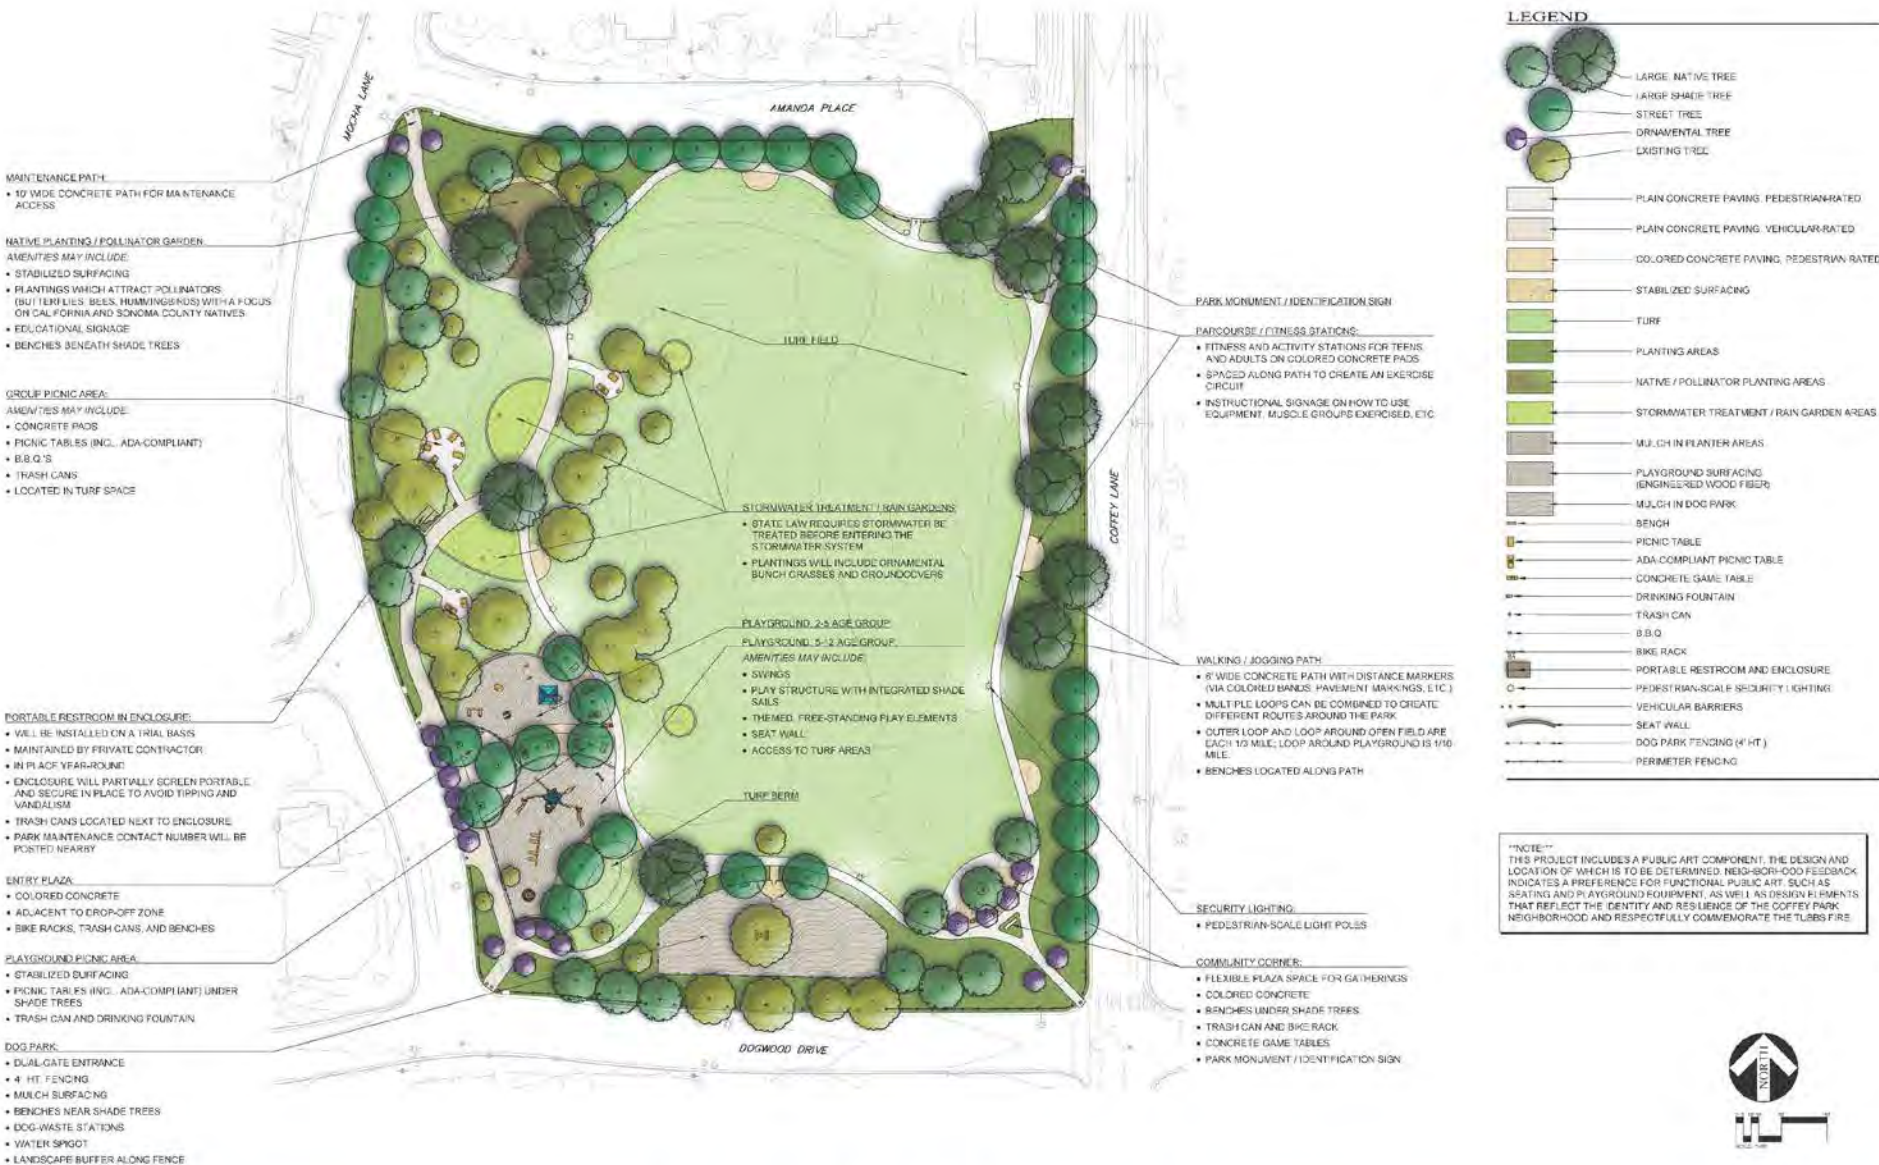 MOCHA LANE
AMANDA PLACE
COFFEY LANE
DOGWOOD DRIVE
MAINTENANCE PATH:
• 10' WIDE CONCRETE PATH FOR MAINTENANCE
ACCESS
NATIVE PLANTING / POLLINATOR GARDEN:
AMENITIES MAY INCLUDE:
• STABILIZED SURFACING
• PLANTINGS WHICH ATTRACT POLLINATORS
(BUTTERFLIES, BEES, HUMMINGBIRDS) WITH A FOCUS
ON CALIFORNIA AND SONOMA COUNTY NATIVES
• EDUCATIONAL SIGNAGE
• BENCHES BENEATH SHADE TREES
GROUP PICNIC AREA:
AMENITIES MAY INCLUDE:
• CONCRETE PADS
• PICNIC TABLES (INCL. ADA-COMPLIANT)
• B.B.Q.'S
• TRASH CANS
• LOCATED IN TURF SPACE
PORTABLE RESTROOM IN ENCLOSURE:
• WILL BE INSTALLED ON A TRIAL BASIS
• MAINTAINED BY PRIVATE CONTRACTOR
• IN PLACE YEAR-ROUND
• ENCLOSURE WILL PARTIALLY SCREEN PORTABLE
AND SECURE IN PLACE TO AVOID TIPPING AND
VANDALISM
• TRASH CANS LOCATED NEXT TO ENCLOSURE
• PARK MAINTENANCE CONTACT NUMBER WILL BE
POSTED NEARBY
ENTRY PLAZA:
• COLORED CONCRETE
• ADJACENT TO DROP-OFF ZONE
• BIKE RACKS, TRASH CANS, AND BENCHES
PLAYGROUND PICNIC AREA:
• STABILIZED SURFACING
• PICNIC TABLES (INCL. ADA-COMPLIANT) UNDER
SHADE TREES
• TRASH CAN AND DRINKING FOUNTAIN
DOG PARK:
• DUAL-GATE ENTRANCE
• 4' HT. FENCING
• MULCH SURFACING
• BENCHES NEAR SHADE TREES
• DOG-WASTE STATIONS
• WATER SPIGOT
• LANDSCAPE BUFFER ALONG FENCE
TURF FIELD
STORMWATER TREATMENT / RAIN GARDENS:
• STATE LAW REQUIRES STORMWATER BE
TREATED BEFORE ENTERING THE
STORMWATER SYSTEM
• PLANTINGS WILL INCLUDE ORNAMENTAL
BUNCH GRASSES AND GROUNDCOVERS
PLAYGROUND, 2-5 AGE GROUP
PLAYGROUND, 5-12 AGE GROUP:
AMENITIES MAY INCLUDE:
• SWINGS
• PLAY STRUCTURE WITH INTEGRATED SHADE
SAILS
• THEMED, FREE-STANDING PLAY ELEMENTS
• SEAT WALL
• ACCESS TO TURF AREAS
TURF BERM
PARK MONUMENT / IDENTIFICATION SIGN
PARCOURSE / FITNESS STATIONS:
• FITNESS AND ACTIVITY STATIONS FOR TEENS
AND ADULTS ON COLORED CONCRETE PADS
• SPACED ALONG PATH TO CREATE AN EXERCISE
CIRCUIT
• INSTRUCTIONAL SIGNAGE ON HOW TO USE
EQUIPMENT, MUSCLE GROUPS EXERCISED, ETC.
WALKING / JOGGING PATH
• 6' WIDE CONCRETE PATH WITH DISTANCE MARKERS
(VIA COLORED BANDS, PAVEMENT MARKINGS, ETC.)
• MULTIPLE LOOPS CAN BE COMBINED TO CREATE
DIFFERENT ROUTES AROUND THE PARK
• OUTER LOOP AND LOOP AROUND OPEN FIELD ARE
EACH 1/3 MILE; LOOP AROUND PLAYGROUND IS 1/10
MILE.
• BENCHES LOCATED ALONG PATH
SECURITY LIGHTING:
• PEDESTRIAN-SCALE LIGHT POLES
COMMUNITY CORNER:
• FLEXIBLE PLAZA SPACE FOR GATHERINGS
• COLORED CONCRETE
• BENCHES UNDER SHADE TREES
• TRASH CAN AND BIKE RACK
• CONCRETE GAME TABLES
• PARK MONUMENT / IDENTIFICATION SIGN
LEGEND
LARGE NATIVE TREE
LARGE SHADE TREE
STREET TREE
ORNAMENTAL TREE
EXISTING TREE
PLAIN CONCRETE PAVING, PEDESTRIAN-RATED
PLAIN CONCRETE PAVING, VEHICULAR-RATED
COLORED CONCRETE PAVING, PEDESTRIAN RATED
STABILIZED SURFACING
TURF
PLANTING AREAS
NATIVE / POLLINATOR PLANTING AREAS
STORMWATER TREATMENT / RAIN GARDEN AREAS
MULCH IN PLANTER AREAS
PLAYGROUND SURFACING
(ENGINEERED WOOD FIBER)
MULCH IN DOG PARK
BENCH
PICNIC TABLE
ADA-COMPLIANT PICNIC TABLE
CONCRETE GAME TABLE
DRINKING FOUNTAIN
TRASH CAN
B.B.Q.
BIKE RACK
PORTABLE RESTROOM AND ENCLOSURE
PEDESTRIAN-SCALE SECURITY LIGHTING
VEHICULAR BARRIERS
SEAT WALL
DOG PARK FENCING (4' HT.)
PERIMETER FENCING
**NOTE:**
THIS PROJECT INCLUDES A PUBLIC ART COMPONENT, THE DESIGN AND
LOCATION OF WHICH IS TO BE DETERMINED. NEIGHBORHOOD FEEDBACK
INDICATES A PREFERENCE FOR FUNCTIONAL PUBLIC ART, SUCH AS
SEATING AND PLAYGROUND EQUIPMENT, AS WELL AS DESIGN ELEMENTS
THAT REFLECT THE IDENTITY AND RESILIENCE OF THE COFFEY PARK
NEIGHBORHOOD AND RESPECTFULLY COMMEMORATE THE TUBBS FIRE.
NORTH